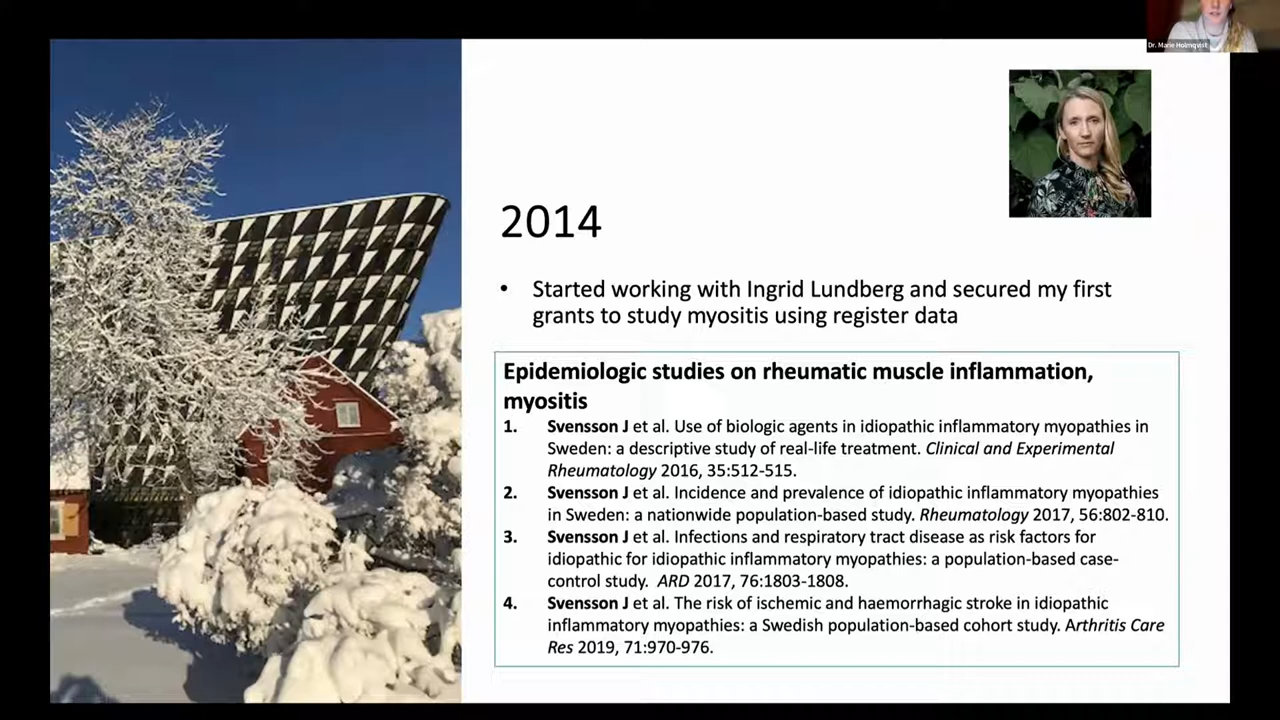 Dr. Marie Holmqvist
2014
• Started working with Ingrid Lundberg and secured my first
grants to study myositis using register data
Epidemiologic studies on rheumatic muscle inflammation,
myositis
1. Svensson J et al. Use of biologic agents in idiopathic inflammatory myopathies in
Sweden: a descriptive study of real-life treatment. Clinical and Experimental
Rheumatology 2016, 35:512-515.
2. Svensson J et al. Incidence and prevalence of idiopathic inflammatory myopathies
in Sweden: a nationwide population-based study. Rheumatology 2017, 56:802-810.
3. Svensson J et al. Infections and respiratory tract disease as risk factors for
idiopathic for idiopathic inflammatory myopathies: a population-based case-
control study. ARD 2017, 76:1803-1808.
4. Svensson J et al. The risk of ischemic and haemorrhagic stroke in idiopathic
inflammatory myopathies: a Swedish population-based cohort study. Arthritis Care
Res 2019, 71:970-976.